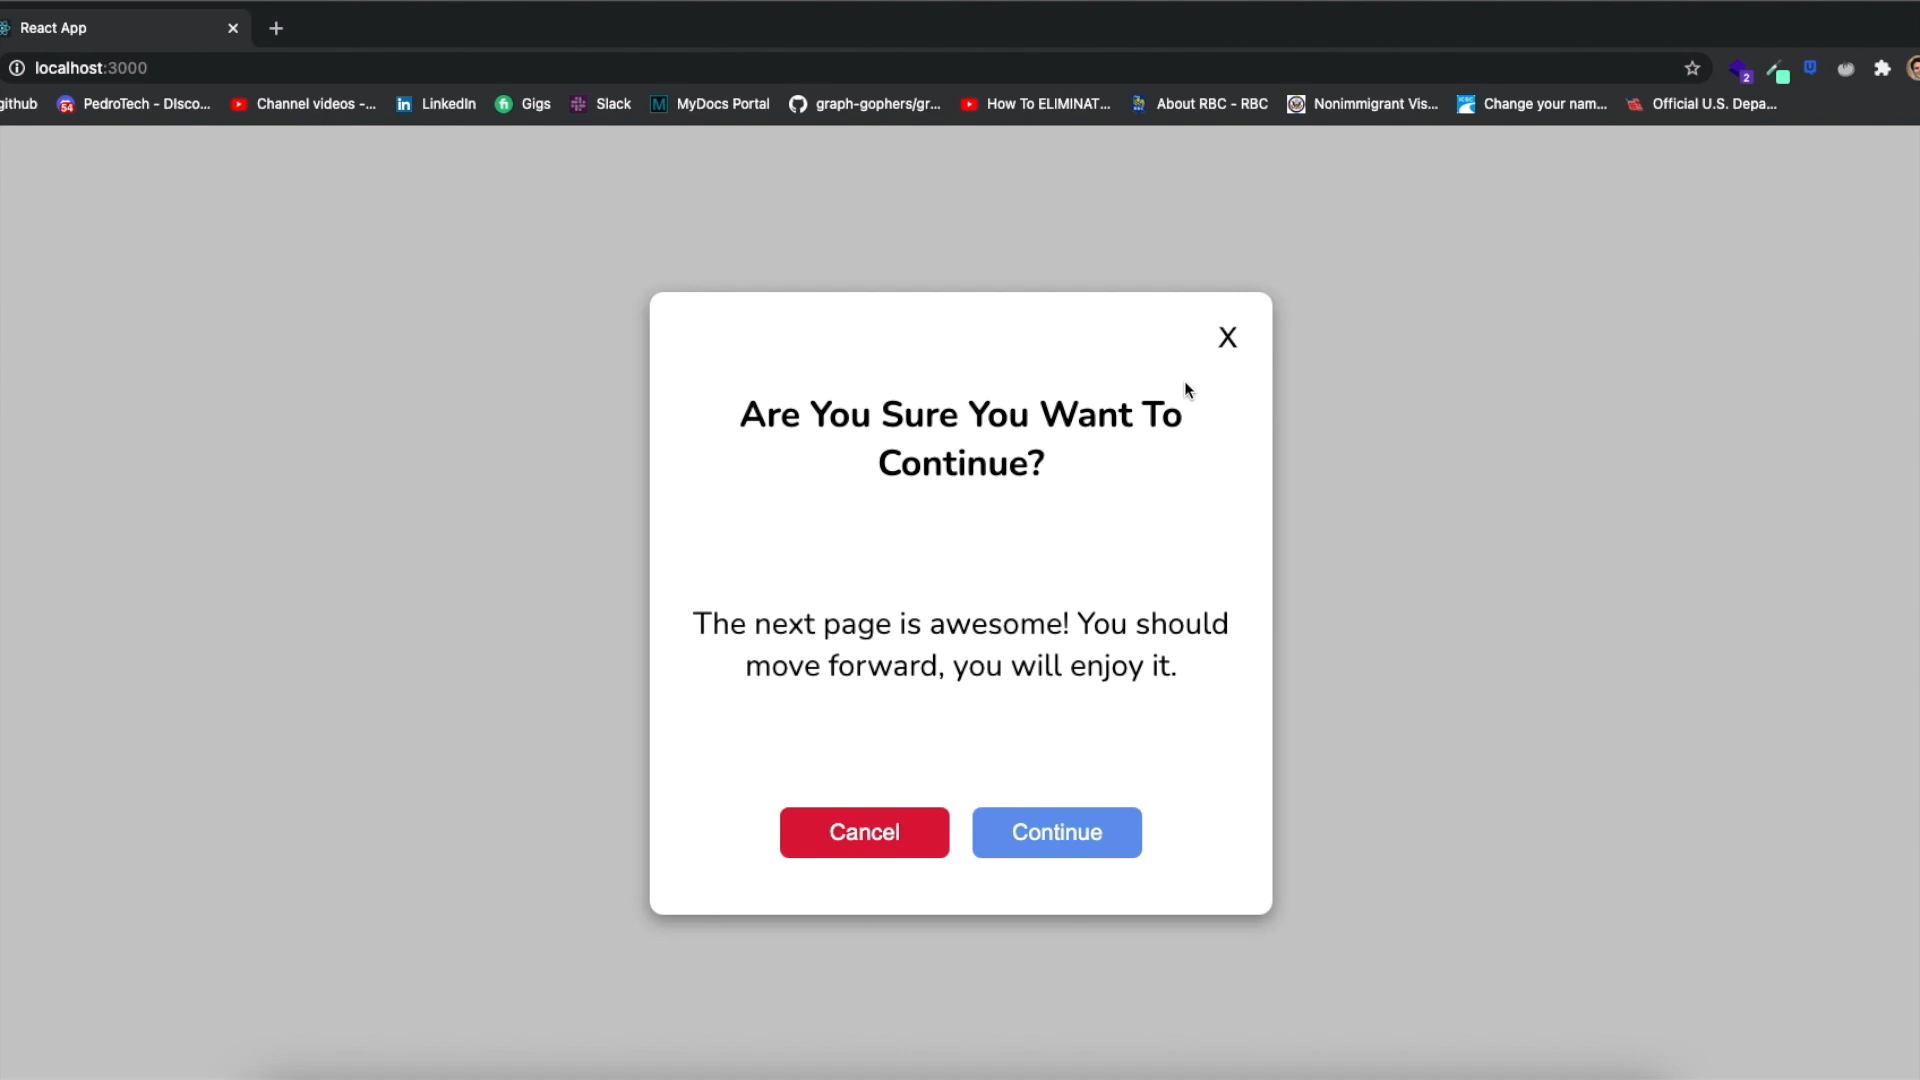 React App
localhost:3000
github PedroTech - DIsco... Channel videos -... LinkedIn Gigs Slack MyDocs Portal graph-gophers/gr... How To ELIMINAT... About RBC - RBC Nonimmigrant Vis... Change your nam... Official U.S. Depa...
2
X
Are You Sure You Want To
Continue?
The next page is awesome! You should
move forward, you will enjoy it.
Cancel Continue